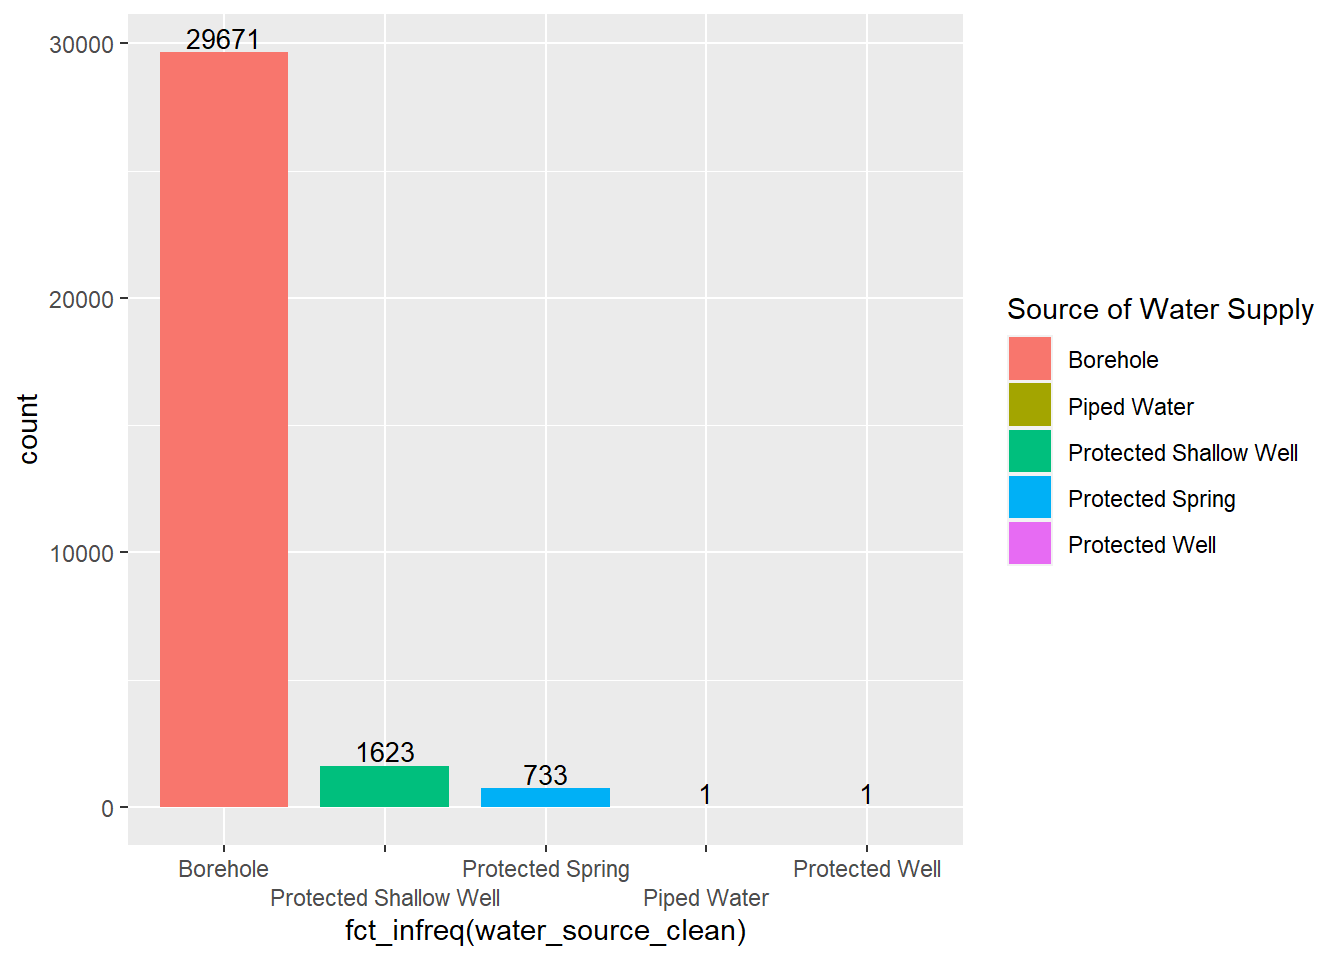 30000
20000
10000
0
count
29671
1623
733
1
1
Borehole
Protected Shallow Well
Protected Spring
Piped Water
Protected Well
fct_infreq(water_source_clean)
Source of Water Supply
Borehole
Piped Water
Protected Shallow Well
Protected Spring
Protected Well